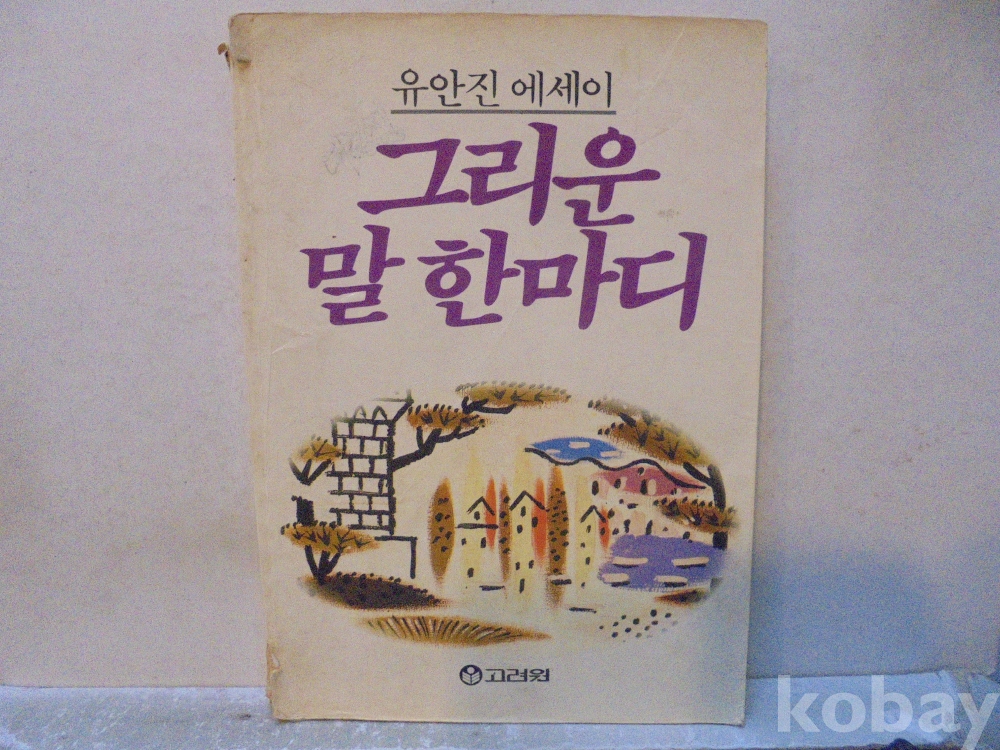 유안진 에세이
그리운
말 한마디
고려원
kobay